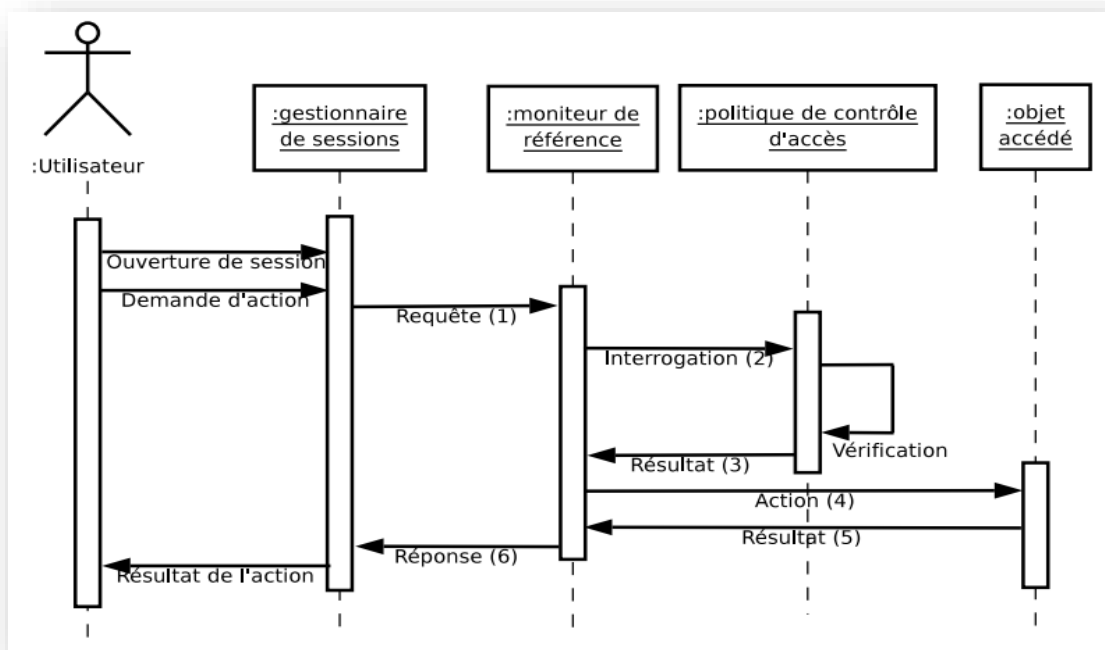 :gestionnaire
de sessions
:moniteur de
référence
:politique de contrôle
d'accès
:objet
accédé
:Utilisateur
Ouverture de session
Demande d'action
Requête (1)
Interrogation (2)
Vérification
Résultat (3)
Action (4)
Résultat (5)
Réponse (6)
Résultat de l'action